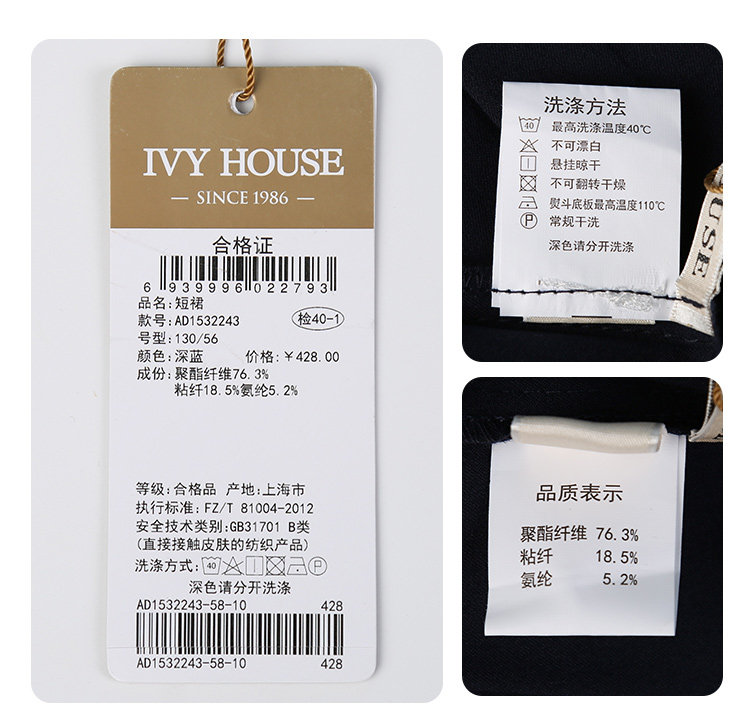 IVY HOUSE
— SINCE 1986 —
合格证
6 939996 022793
品名: 短裙
款号: AD1532243
检40-1
号型: 130/56
颜色: 深蓝 价格: ￥428.00
成份: 聚酯纤维76.3%
粘纤18.5%氨纶5.2%
等级: 合格品 产地: 上海市
执行标准: FZ/T 81004-2012
安全技术类别: GB31701 B类
(直接接触皮肤的纺织产品)
洗涤方式: 40 P
深色请分开洗涤
AD1532243-58-10 428
AD1532243-58-10 428
洗涤方法
40 最高洗涤温度40℃
不可漂白
悬挂晾干
不可翻转干燥
熨斗底板最高温度110℃
P 常规干洗
深色请分开洗涤
USE
品质表示
聚酯纤维 76.3%
粘纤 18.5%
氨纶 5.2%